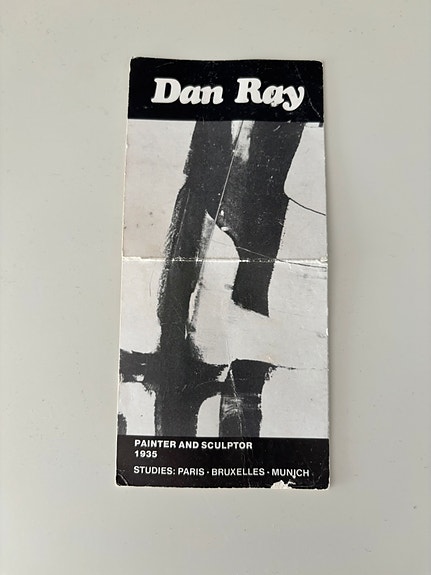 Dan Ray
PAINTER AND SCULPTOR
1935
STUDIES: PARIS · BRUXELLES · MUNICH